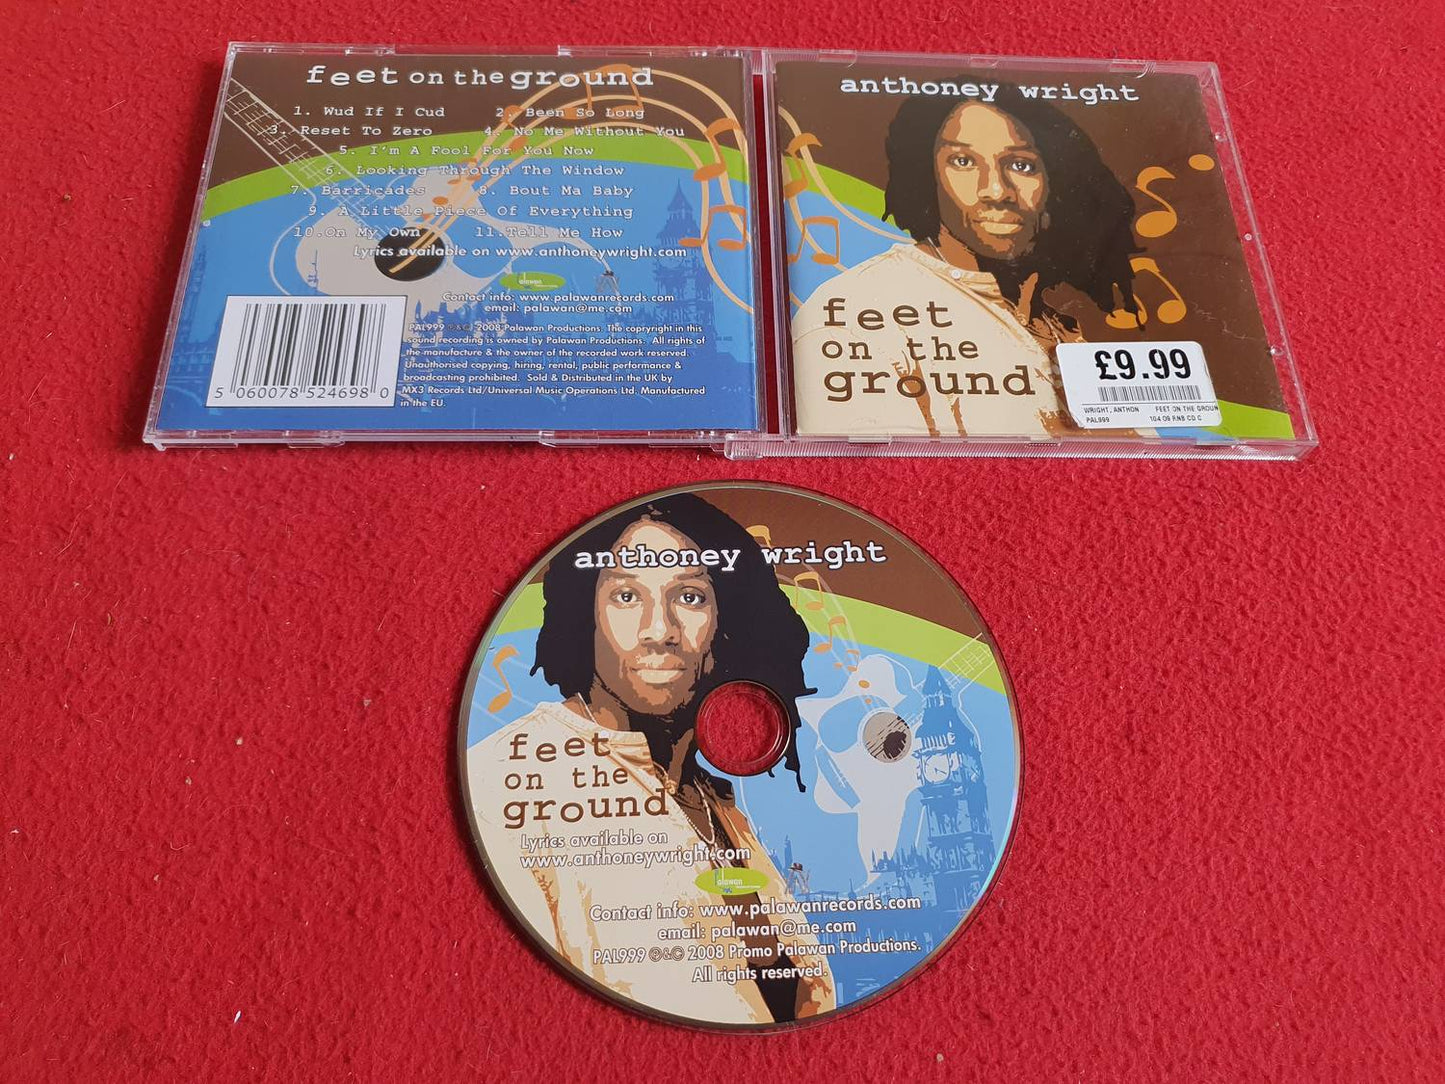 feet on the ground
1. Wud If I Cud 2. Been So Long
3. Reset To Zero 4. No Me Without You
5. I'm A Fool For You Now
6. Looking Through The Window
7. Barricades 8. Bout Ma Baby
9. A Little Piece Of Everything
10.On My Own 11.Tell Me How
Lyrics available on www.anthoneywright.com
Palawan
Contact info: www.palawanrecords.com
email: palawan@me.com
PAL999 ℗&© 2008 Palawan Productions. The copyright in this
sound recording is owned by Palawan Productions. All rights of
the manufacture & the owner of the recorded work reserved.
Unauthorised copying, hiring, rental, public performance &
broadcasting prohibited. Sold & Distributed in the UK by
MX3 Records Ltd/Universal Music Operations Ltd. Manufactured
in the EU.
5 060078 524698 0
anthoney wright
feet
on the
ground
£9.99
WRIGHT, ANTHON FEET ON THE GROUN
PAL999 104 09 RNB CD C
anthoney wright
feet
on the
ground
Lyrics available on
www.anthoneywright.com
Palawan
Contact info: www.palawanrecords.com
email: palawan@me.com
PAL999 ℗&© 2008 Promo Palawan Productions.
All rights reserved.